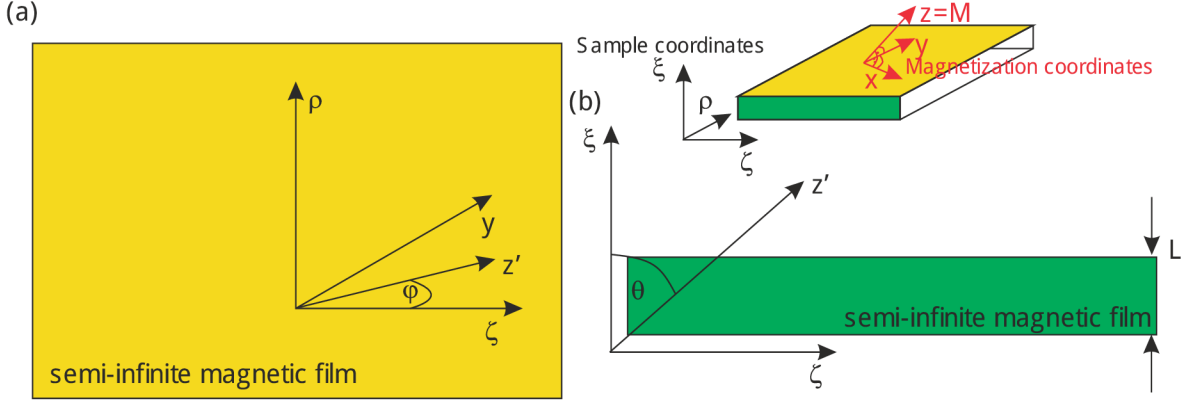 (a)
ρ
y
z'
φ
ζ
semi-infinite magnetic film
Sample coordinates
ξ
ρ
ζ
z=M
y
x
Magnetization coordinates
(b)
ξ
z'
θ
L
semi-infinite magnetic film
ζ